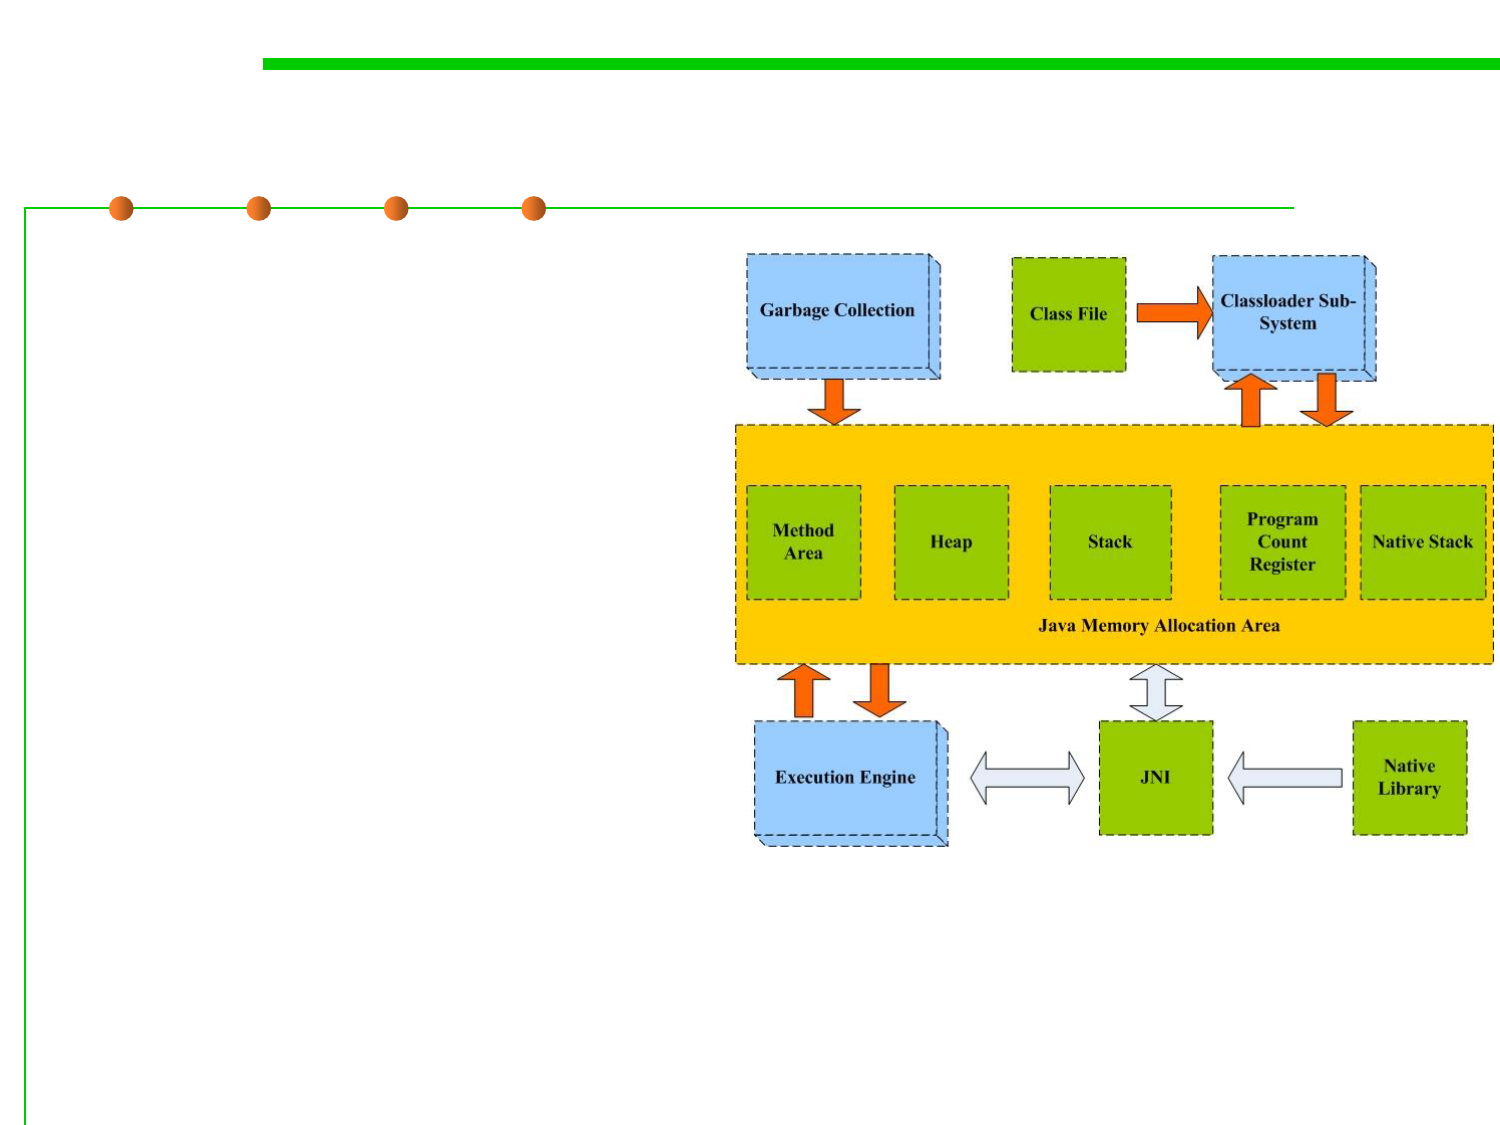 Garbage Collection
Class File
Classloader Sub-
System
Method
Area
Heap
Stack
Program
Count
Register
Native Stack
Java Memory Allocation Area
Execution Engine
JNI
Native
Library